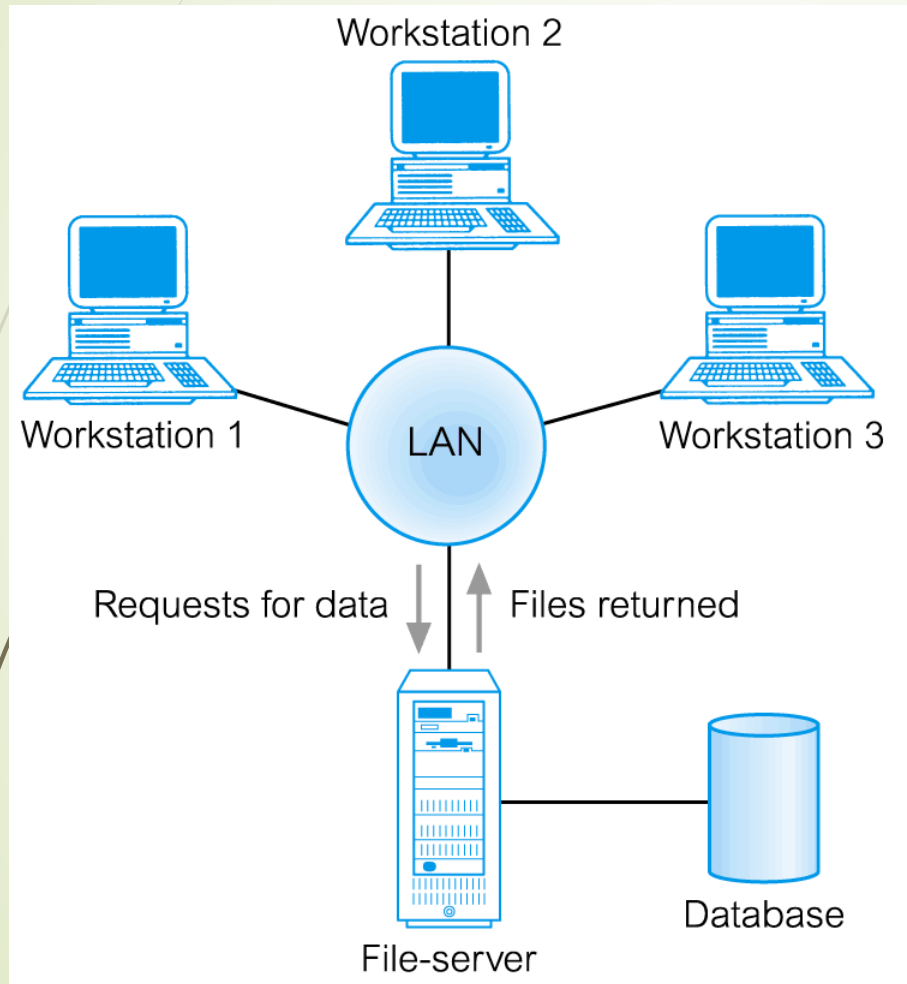 Workstation 2
Workstation 1
LAN
Workstation 3
Requests for data
Files returned
Database
File-server